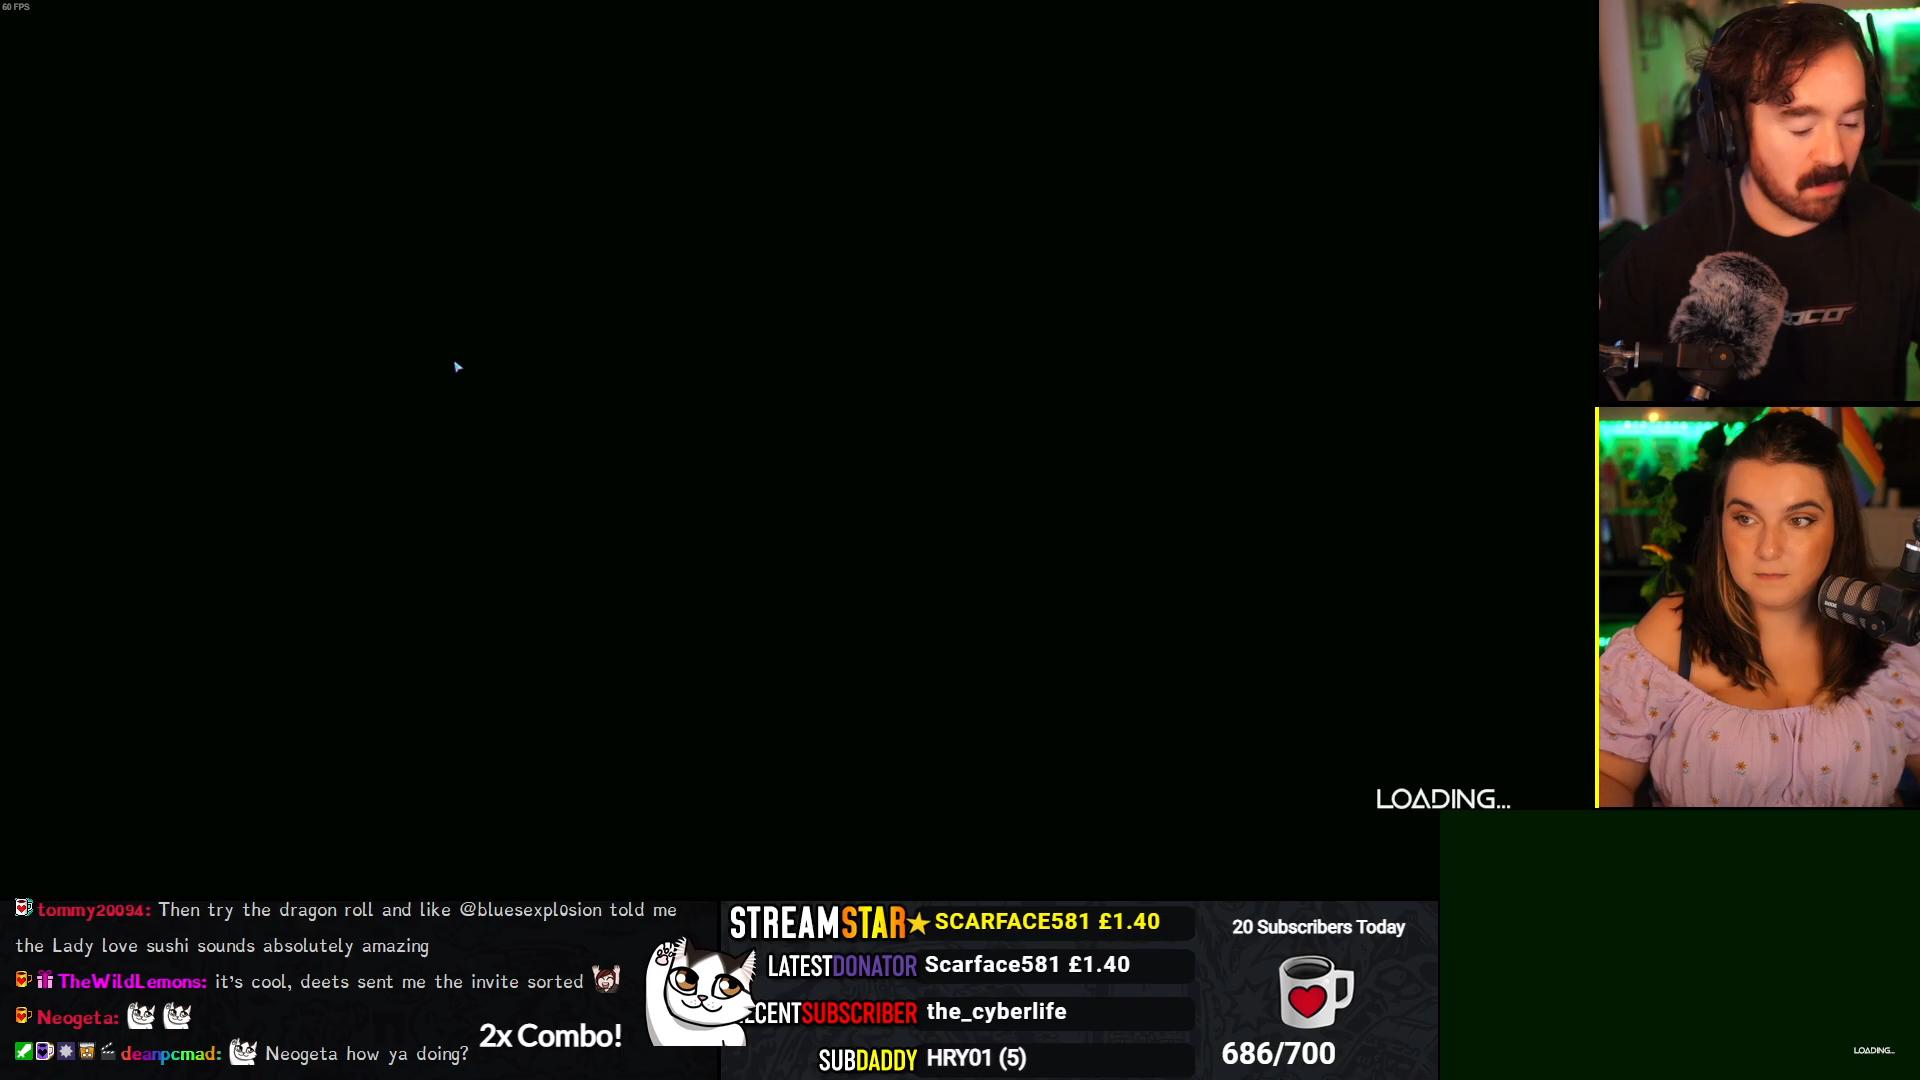 60 FPS
LOADING...
tommy20094: Then try the dragon roll and like @bluesexpl0sion told me
the Lady love sushi sounds absolutely amazing
TheWildLemons: it's cool, deets sent me the invite sorted
Neogeta:
deanpcmad: Neogeta how ya doing?
2x Combo!
STREAMSTAR★ SCARFACE581 £1.40
LATESTDONATOR Scarface581 £1.40
CENTSUBSCRIBER the_cyberlife
SUBDADDY HRY01 (5)
20 Subscribers Today
686/700
LOADING...